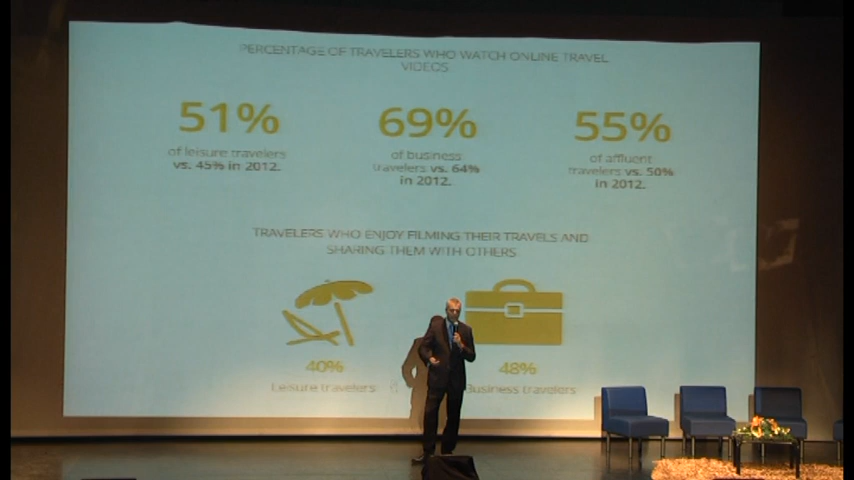 PERCENTAGE OF TRAVELERS WHO WATCH ONLINE TRAVEL
VIDEOS
51%
of leisure travelers
vs. 45% in 2012.
69%
of business
travelers vs. 64%
in 2012.
55%
of affluent
travelers vs. 50%
in 2012.
TRAVELERS WHO ENJOY FILMING THEIR TRAVELS AND
SHARING THEM WITH OTHERS
40%
Leisure travelers
48%
Business travelers